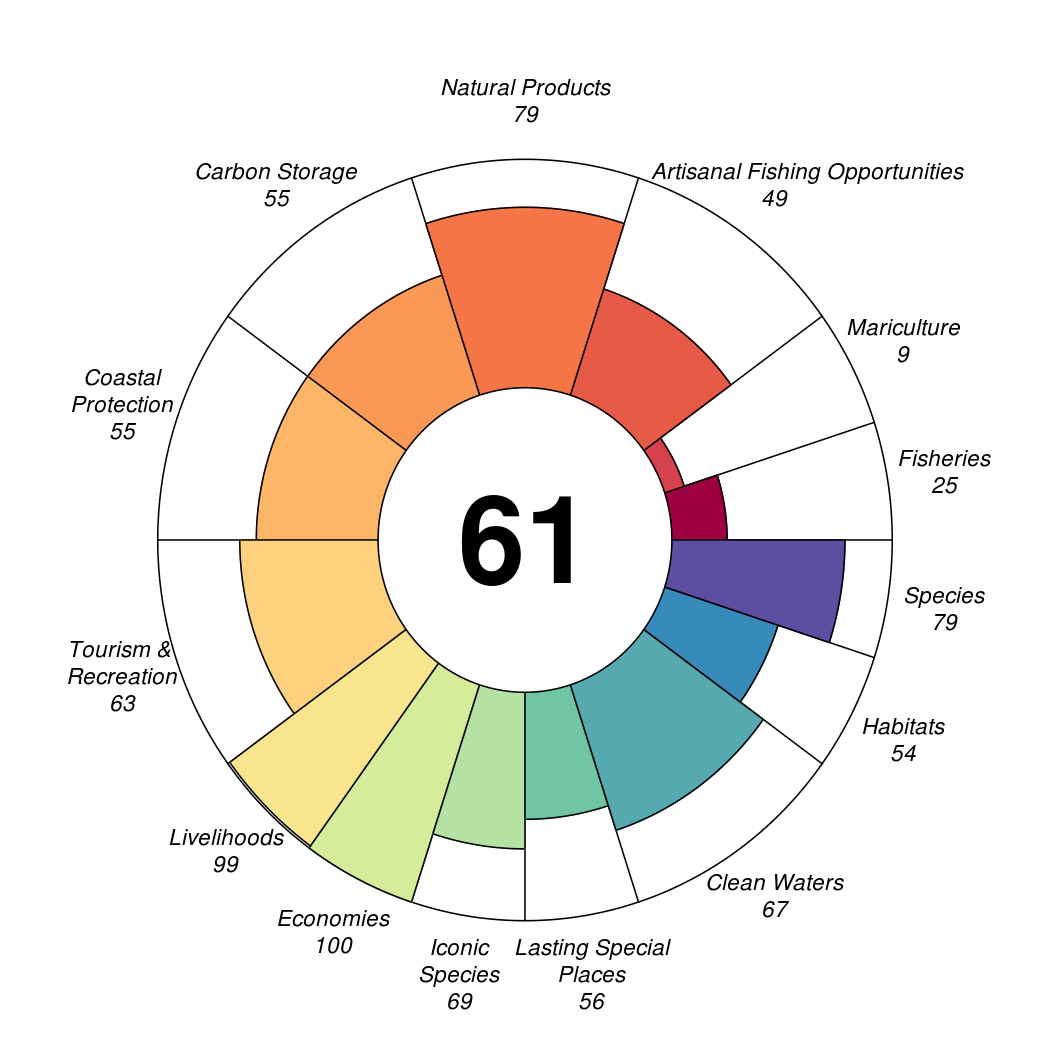 Natural Products
79
Carbon Storage
55
Artisanal Fishing Opportunities
49
Mariculture
9
Coastal
Protection
55
Fisheries
25
61
Species
79
Tourism &
Recreation
63
Habitats
54
Livelihoods
99
Clean Waters
67
Economies
100
Iconic
Species
69
Lasting Special
Places
56